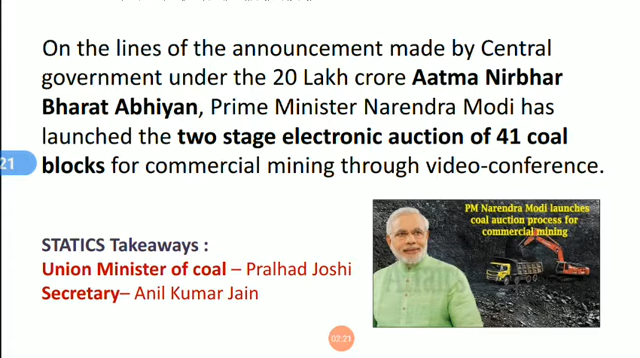 On the lines of the announcement made by Central
government under the 20 Lakh crore Aatma Nirbhar
Bharat Abhiyan, Prime Minister Narendra Modi has
launched the two stage electronic auction of 41 coal
blocks for commercial mining through video-conference.
21
PM Narendra Modi launches
coal auction process for
commercial mining
STATICS Takeaways :
Union Minister of coal – Pralhad Joshi
Secretary– Anil Kumar Jain
02:21